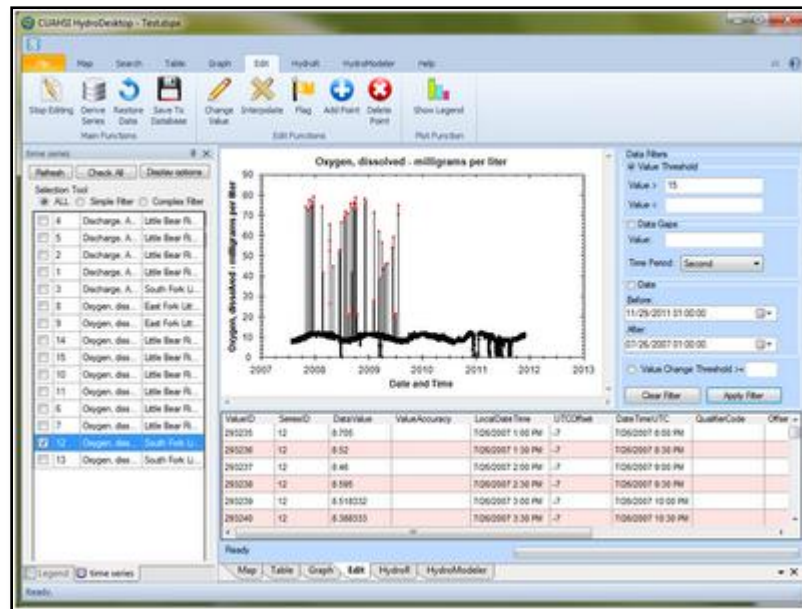 CUAHSI HydroDesktop - Test.dspx
Map Search Table Graph Edit HydroR HydroModeler Help
Stop Editing Derive Series Restore Data Save To Database Change Value Interpolate Flag Add Point Delete Point Show Legend
Main Functions Edit Functions Plot Function
time series
Refresh Check All Display options
Selection Tool
ALL Simple Filter Complex Filter
4 Discharge, A... Little Bear Ri...
5 Discharge, A... Little Bear Ri...
2 Discharge, A... Little Bear Ri...
1 Discharge, A... Little Bear Ri...
3 Discharge, A... South Fork Li...
8 Oxygen, diss... East Fork Litt...
9 Oxygen, diss... East Fork Litt...
14 Oxygen, diss... Little Bear Ri...
15 Oxygen, diss... Little Bear Ri...
10 Oxygen, diss... Little Bear Ri...
11 Oxygen, diss... Little Bear Ri...
6 Oxygen, diss... Little Bear Ri...
7 Oxygen, diss... Little Bear Ri...
12 Oxygen, diss... South Fork Li...
13 Oxygen, diss... South Fork Li...
Legend time series
Oxygen, dissolved - milligrams per liter
Oxygen, dissolved - milligrams per liter
90
80
70
60
50
40
30
20
10
0
2007 2008 2009 2010 2011 2012 2013
Date and Time
Data Filters
Value Threshold
Value > 15
Value <
Data Gaps
Value:
Time Period: Second
Date
Before:
11/29/2011 01:00:00
After:
07/26/2007 01:00:00
Value Change Threshold >=
Clear Filter Apply Filter
ValueID SeriesID DataValue ValueAccuracy LocalDateTime UTCOffset DateTimeUTC QualifierCode Offse
293235 12 8.705 7/26/2007 1:00 PM -7 7/26/2007 8:00 PM
293236 12 8.52 7/26/2007 1:30 PM -7 7/26/2007 8:30 PM
293237 12 8.46 7/26/2007 2:00 PM -7 7/26/2007 9:00 PM
293238 12 8.595 7/26/2007 2:30 PM -7 7/26/2007 9:30 PM
293239 12 8.518332 7/26/2007 3:00 PM -7 7/26/2007 10:00 PM
293240 12 8.388333 7/26/2007 3:30 PM -7 7/26/2007 10:30 PM
Ready
Map Table Graph Edit HydroR HydroModeler
Ready.